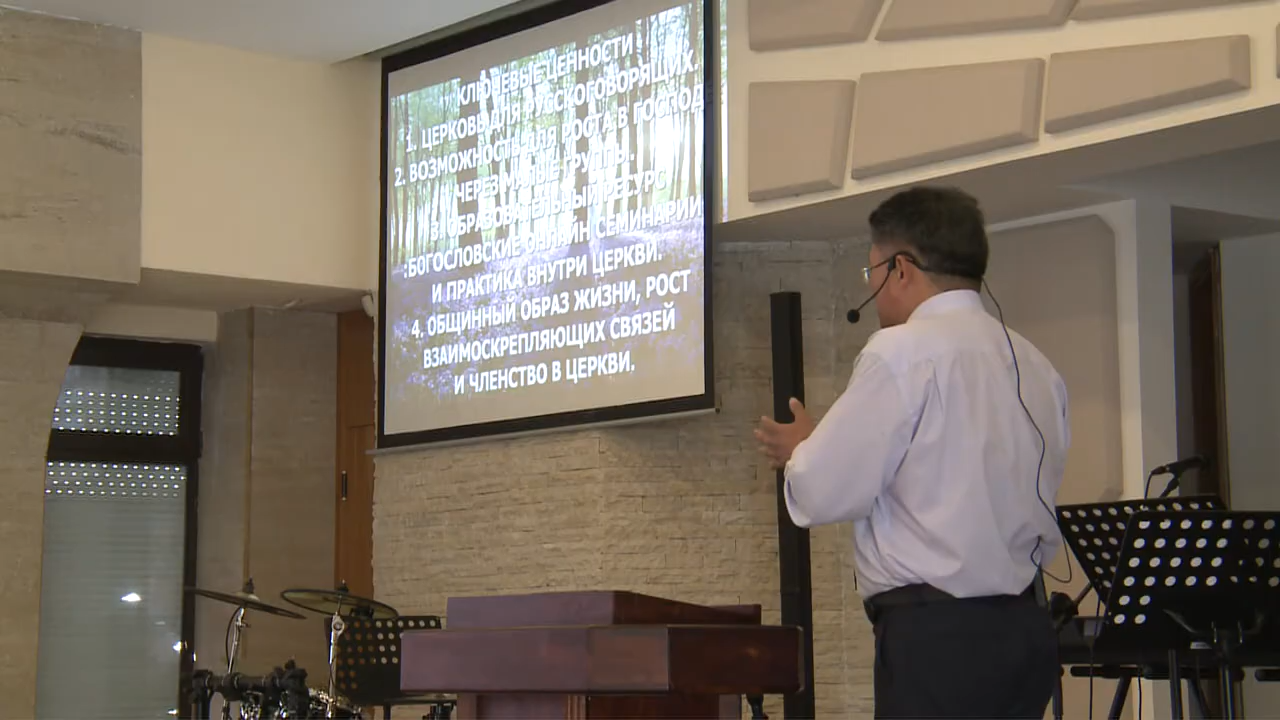 КЛЮЧЕВЫЕ ЦЕННОСТИ
1. ЦЕРКОВЬ ДЛЯ РУССКОГОВОРЯЩИХ.
2. ВОЗМОЖНОСТЬ ДЛЯ РОСТА В ГОСПОД
ЧЕРЕЗ МАЛЫЕ ГРУППЫ.
3. ОБРАЗОВАТЕЛЬНЫЙ РЕСУРС
:БОГОСЛОВСКИЕ ОНЛАЙН СЕМИНАРИИ
И ПРАКТИКА ВНУТРИ ЦЕРКВИ.
4. ОБЩИННЫЙ ОБРАЗ ЖИЗНИ, РОСТ
ВЗАИМОСКРЕПЛЯЮЩИХ СВЯЗЕЙ
И ЧЛЕНСТВО В ЦЕРКВИ.